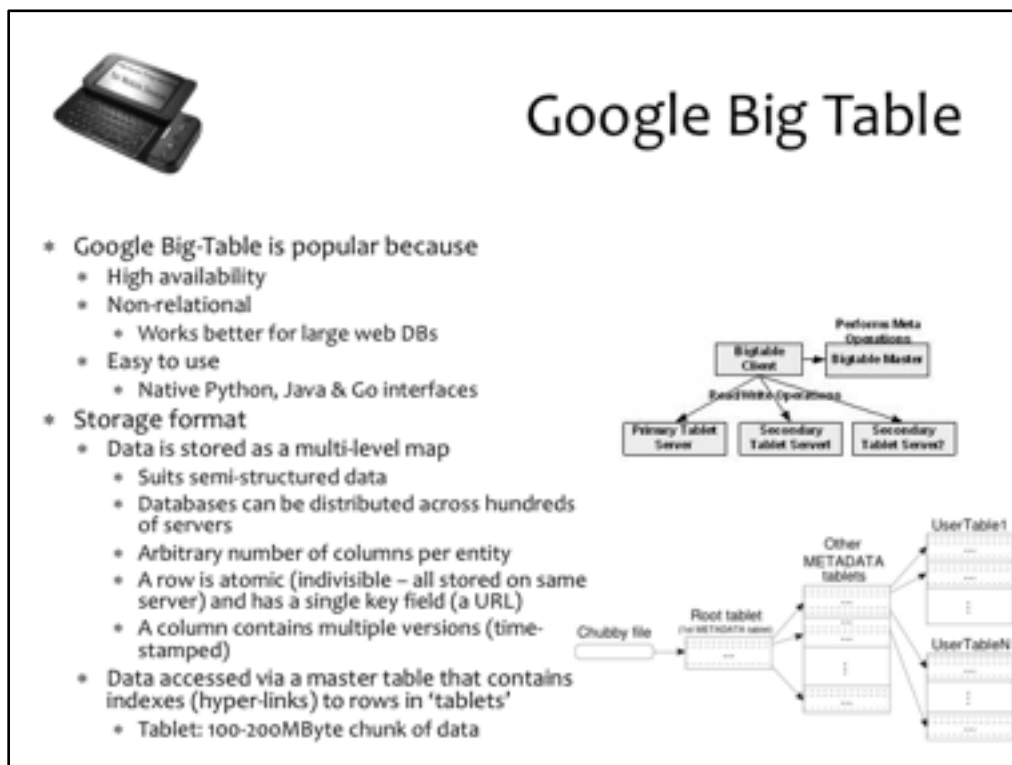 Google Big Table
* Google Big-Table is popular because
* High availability
* Non-relational
* Works better for large web DBs
* Easy to use
* Native Python, Java & Go interfaces
* Storage format
* Data is stored as a multi-level map
* Suits semi-structured data
* Databases can be distributed across hundreds
of servers
* Arbitrary number of columns per entity
* A row is atomic (indivisible – all stored on same
server) and has a single key field (a URL)
* A column contains multiple versions (time-
stamped)
* Data accessed via a master table that contains
indexes (hyper-links) to rows in ‘tablets’
* Tablet: 100-200MByte chunk of data
Performs Meta
Operations
Bigtable
Client
Bigtable Master
Read Write Operations
Primary Tablet
Server
Secondary
Tablet Server
Secondary
Tablet Server
Chubby file
Root tablet
(1st METADATA tablet)
...
Other
METADATA
tablets
...
...
...
UserTable1
...
...
UserTableN
...
...